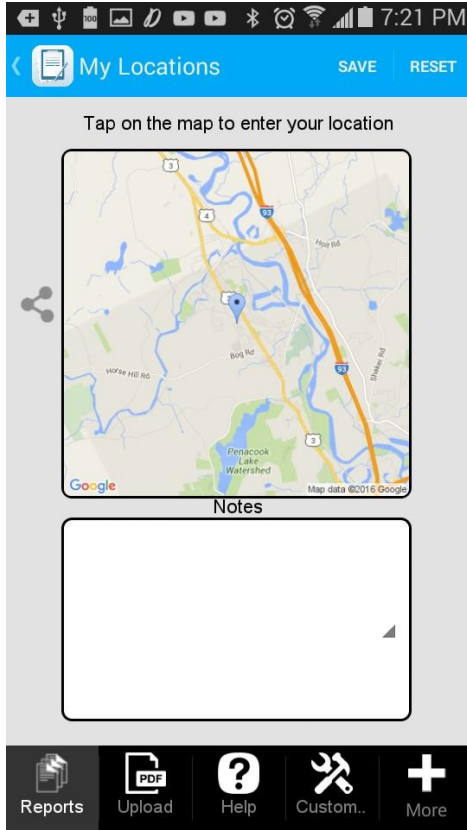 100
7:21 PM
My Locations
SAVE
RESET
Tap on the map to enter your location
3
4
93
Hoit Rd
3
Bog Rd
Horse Hill Rd
93
Shaker Rd
3
Penacook
Lake
Watershed
Google
Map data ©2016 Google
Notes
Reports
PDF
Upload
?
Help
Custom..
More